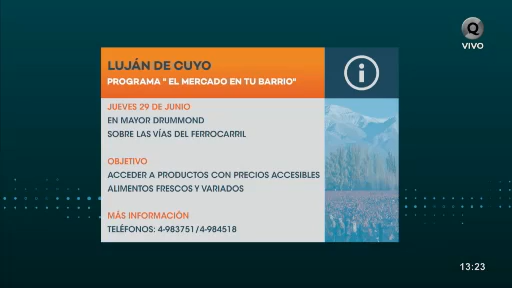 LUJÁN DE CUYO
PROGRAMA " EL MERCADO EN TU BARRIO"
JUEVES 29 DE JUNIO
EN MAYOR DRUMMOND
SOBRE LAS VÍAS DEL FERROCARRIL
OBJETIVO
ACCEDER A PRODUCTOS CON PRECIOS ACCESIBLES
ALIMENTOS FRESCOS Y VARIADOS
MÁS INFORMACIÓN
TELÉFONOS: 4-983751/4-984518
Q
VIVO
13:23